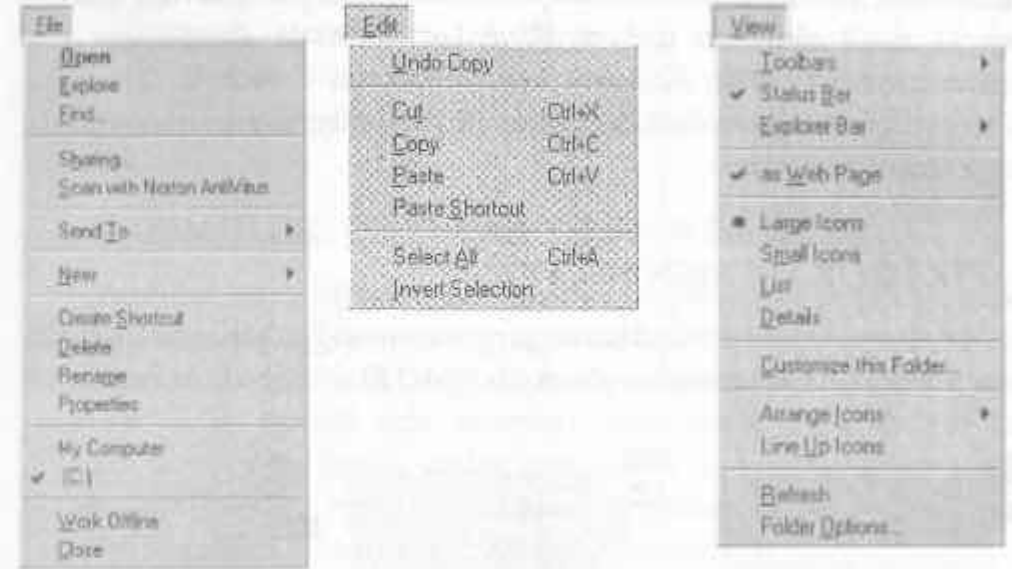 File
Open
Explore
Find...
Sharing...
Scan with Norton AntiVirus
Send To
New
Create Shortcut
Delete
Rename
Properties
My Computer
(C:)
Work Offline
Close
Edit
Undo Copy
Cut Ctrl+X
Copy Ctrl+C
Paste Ctrl+V
Paste Shortcut
Select All Ctrl+A
Invert Selection
View
Toolbars
Status Bar
Explorer Bar
as Web Page
Large Icons
Small Icons
List
Details
Customize this Folder...
Arrange Icons
Line Up Icons
Refresh
Folder Options...